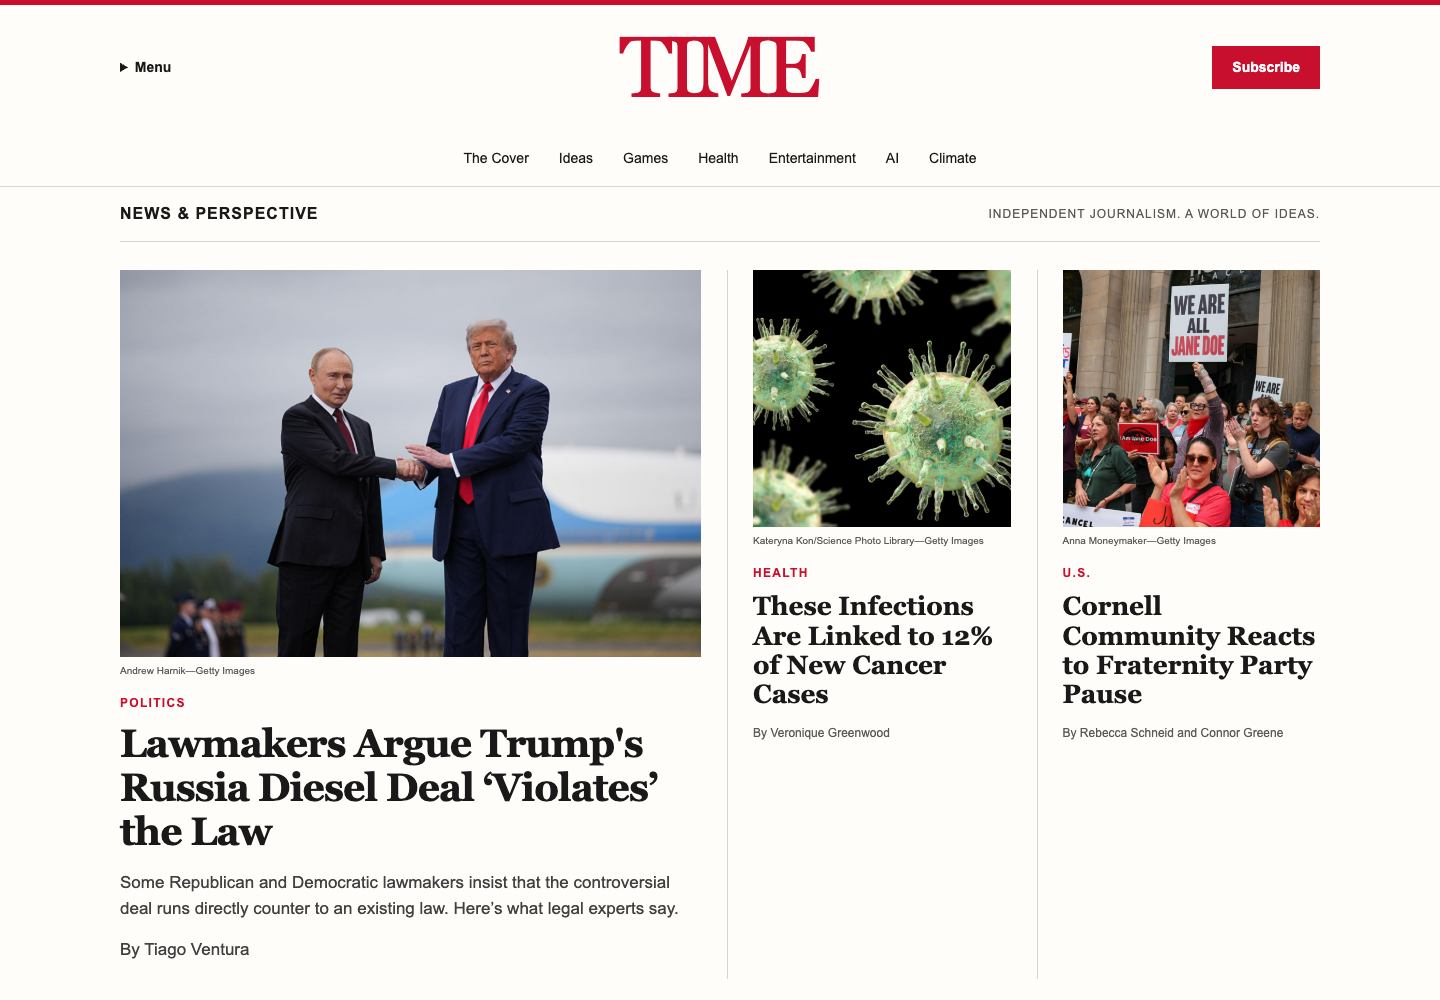 Menu
TIME
Subscribe
The Cover Ideas Games Health Entertainment AI Climate
NEWS & PERSPECTIVE
INDEPENDENT JOURNALISM. A WORLD OF IDEAS.
Andrew Harnik—Getty Images
POLITICS
Lawmakers Argue Trump's
Russia Diesel Deal ‘Violates’
the Law
Some Republican and Democratic lawmakers insist that the controversial
deal runs directly counter to an existing law. Here’s what legal experts say.
By Tiago Ventura
Kateryna Kon/Science Photo Library—Getty Images
HEALTH
These Infections
Are Linked to 12%
of New Cancer
Cases
By Veronique Greenwood
PLACE
WE ARE
ALL
JANE DOE
WE ARE
CANCEL
Anna Moneymaker—Getty Images
U.S.
Cornell
Community Reacts
to Fraternity Party
Pause
By Rebecca Schneid and Connor Greene